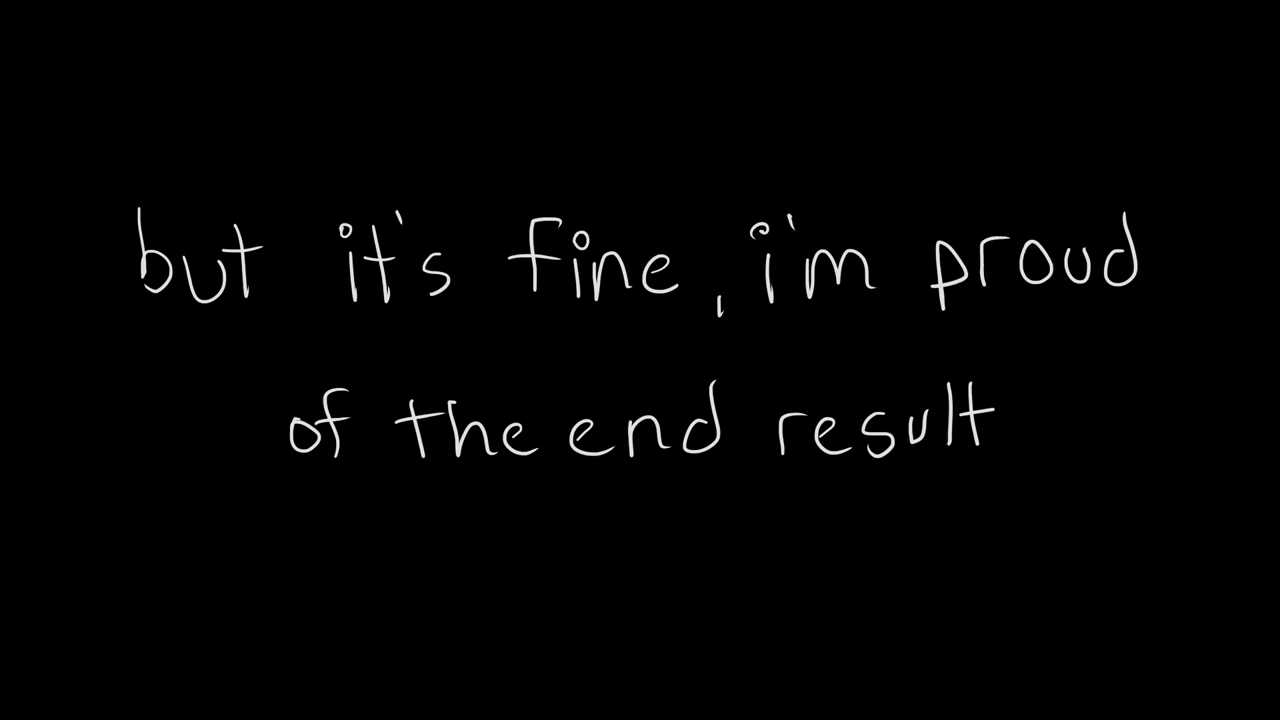 but it's fine, i'm proud
of the end result